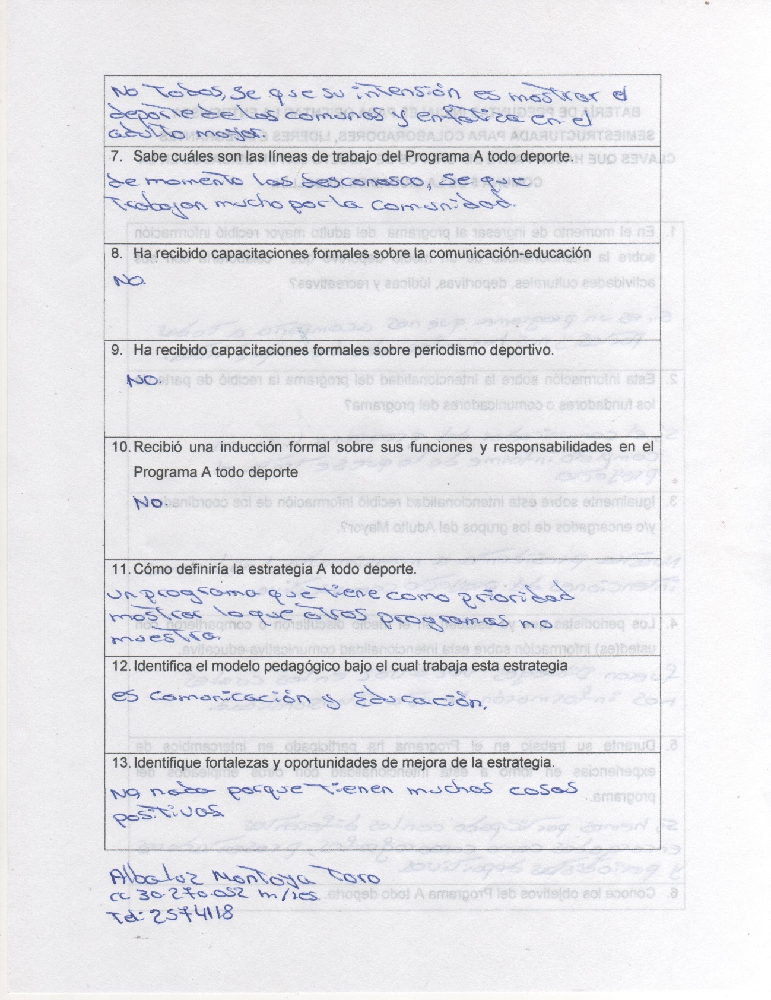 No Todos, Se que su intensión es mostrar el
deporte de las comunas y enfatiza en el
adulto mayor.
7. Sabe cuáles son las líneas de trabajo del Programa A todo deporte.
de momento las desconosco, Se que
Trabajan mucho por la comunidad.
8. Ha recibido capacitaciones formales sobre la comunicación-educación
NO.
9. Ha recibido capacitaciones formales sobre periodismo deportivo.
NO.
10. Recibió una inducción formal sobre sus funciones y responsabilidades en el
Programa A todo deporte
NO.
11. Cómo definiría la estrategia A todo deporte.
un programa que tiene como prioridad
mostrar lo que otros programas no
muestra.
12. Identifica el modelo pedagógico bajo el cual trabaja esta estrategia
es comunicación y Educación.
13. Identifique fortalezas y oportunidades de mejora de la estrategia.
No, nada porque tienen muchas cosas
positivas
Alba luz Montoya Toro
cc. 30.270.052 m/zes.
Tel: 2574118